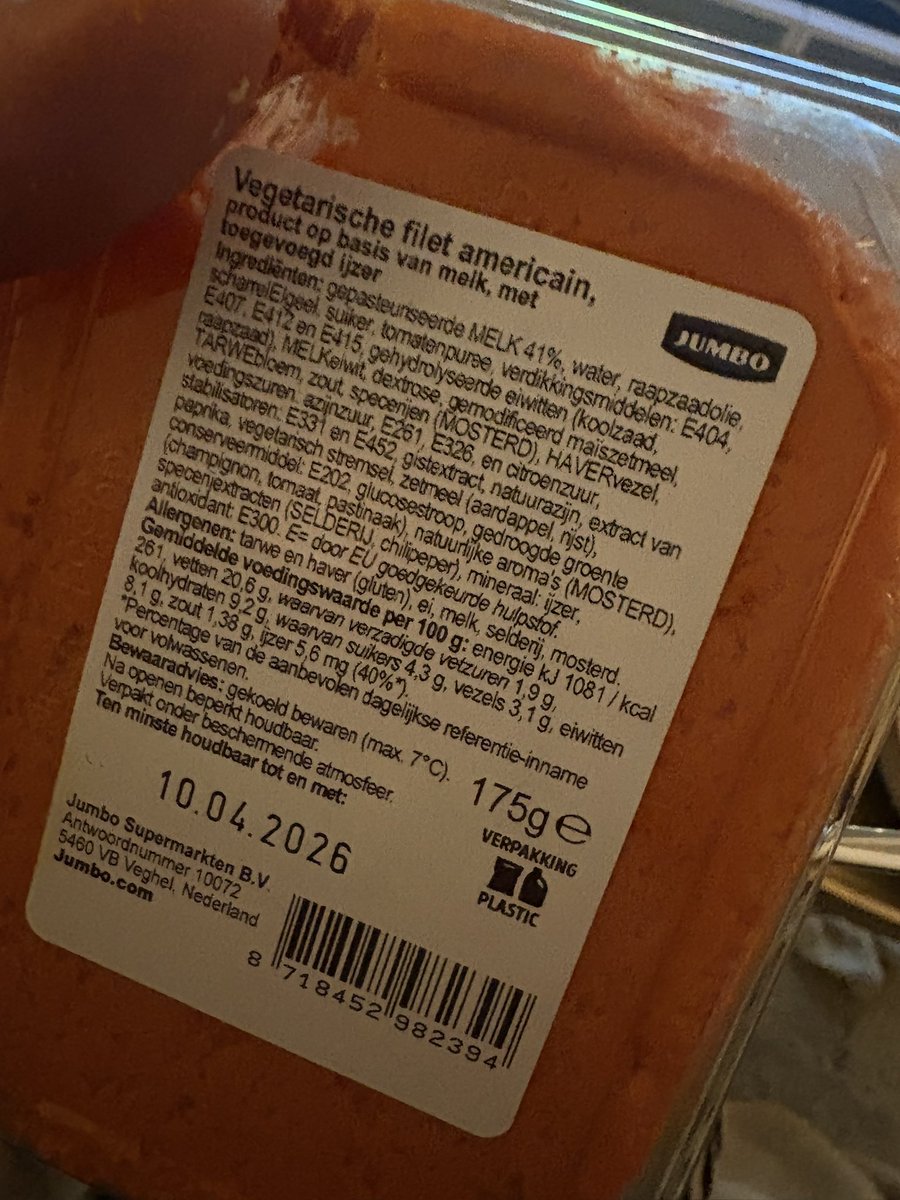 Vegetarische filet americain,
product op basis van melk, met
toegevoegd ijzer
JUMBO
Ingrediënten: gepasteuriseerde MELK 41%, water, raapzaadolie,
scharrelEIgeel, suiker, tomatenpuree, verdikkingsmiddelen: E404,
E407, E412 en E415, gehydrolyseerde eiwitten (koolzaad,
raapzaad), MELKeiwit, dextrose, gemodificeerd maïszetmeel,
TARWEbloem, zout, specerijen (MOSTERD), HAVERvezel,
voedingszuren: azijnzuur, E261, E326, en citroenzuur,
stabilisatoren: E331 en E452, gistextract, natuurazijn, extract van
paprika, vegetarisch stremsel, zetmeel (aardappel, rijst),
conserveermiddel: E202, glucosestroop, gedroogde groente
(champignon, tomaat, pastinaak), natuurlijke aroma's (MOSTERD),
specerijextracten (SELDERIJ, chilipeper), mineraal: ijzer,
antioxidant: E300. E= door EU goedgekeurde hulpstof.
Allergenen: tarwe en haver (gluten), ei, melk, selderij, mosterd.
Gemiddelde voedingswaarde per 100 g: energie kJ 1081 / kcal
261, vetten 20,6 g, waarvan verzadigde vetzuren 1,9 g,
koolhydraten 9,2 g, waarvan suikers 4,3 g, vezels 3,1 g, eiwitten
8,1 g, zout 1,38 g, ijzer 5,6 mg (40%*).
*Percentage van de aanbevolen dagelijkse referentie-inname
voor volwassenen.
Bewaaradvies: gekoeld bewaren (max. 7°C).
Na openen beperkt houdbaar.
Verpakt onder beschermende atmosfeer.
Ten minste houdbaar tot en met:
10.04.2026
175g e
VERPAKKING
PLASTIC
Jumbo Supermarkten B.V.
Antwoordnummer 10072
5460 VB Veghel, Nederland
Jumbo.com
8 718452 982394